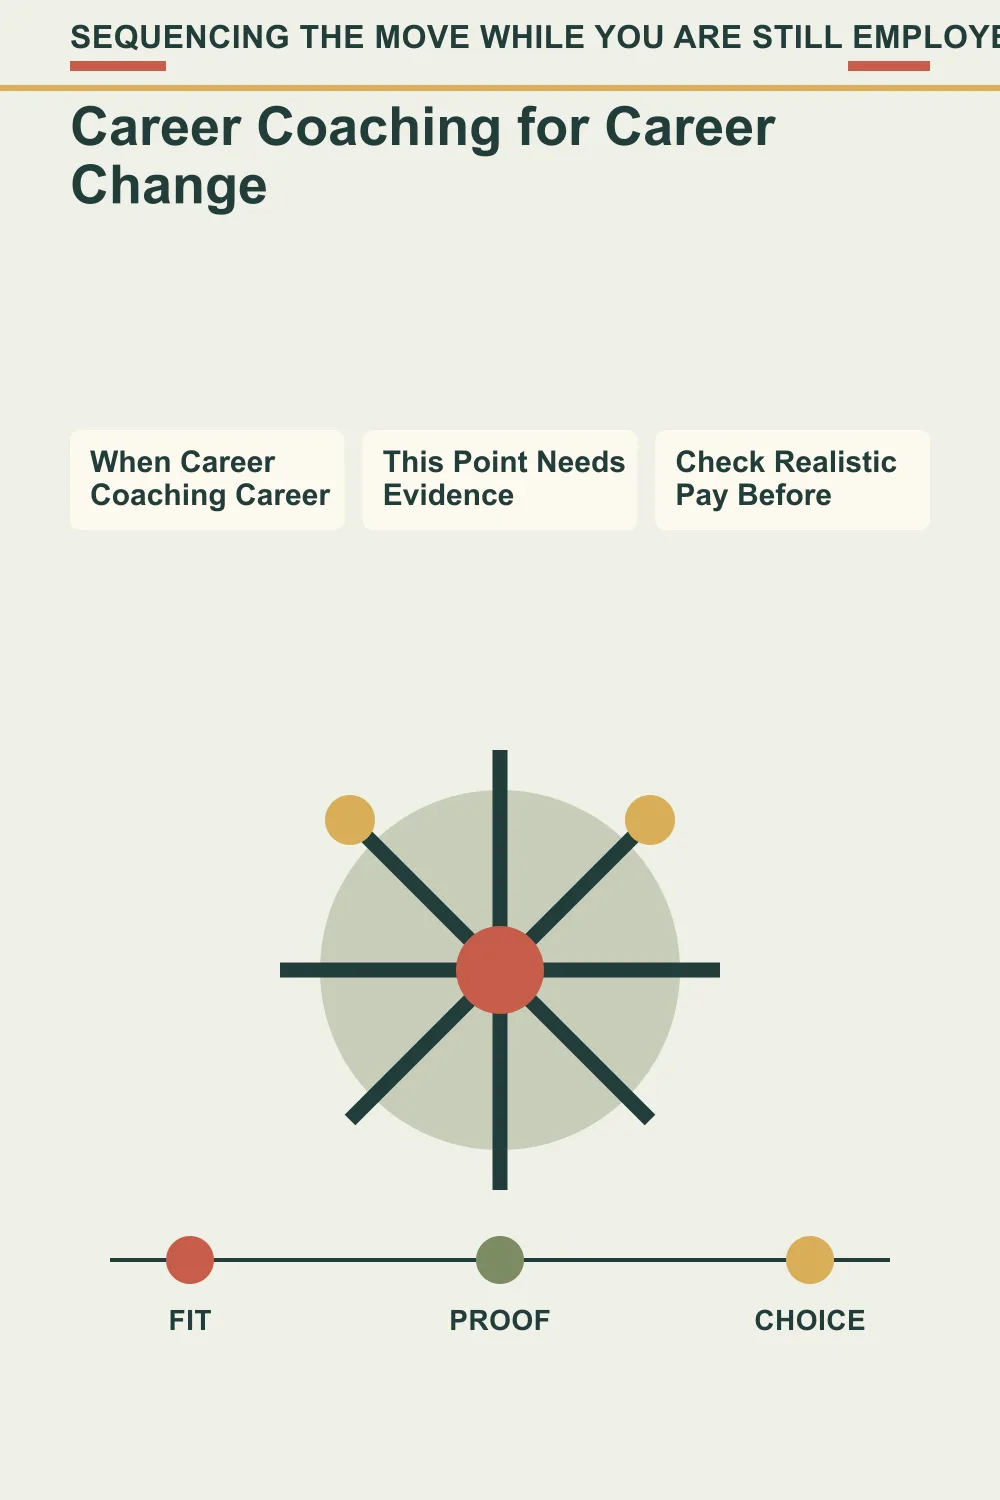 SEQUENCING THE MOVE WHILE YOU ARE STILL EMPLOYE
Career Coaching for Career
Change
When Career
Coaching Career
This Point Needs
Evidence
Check Realistic
Pay Before
FIT
PROOF
CHOICE